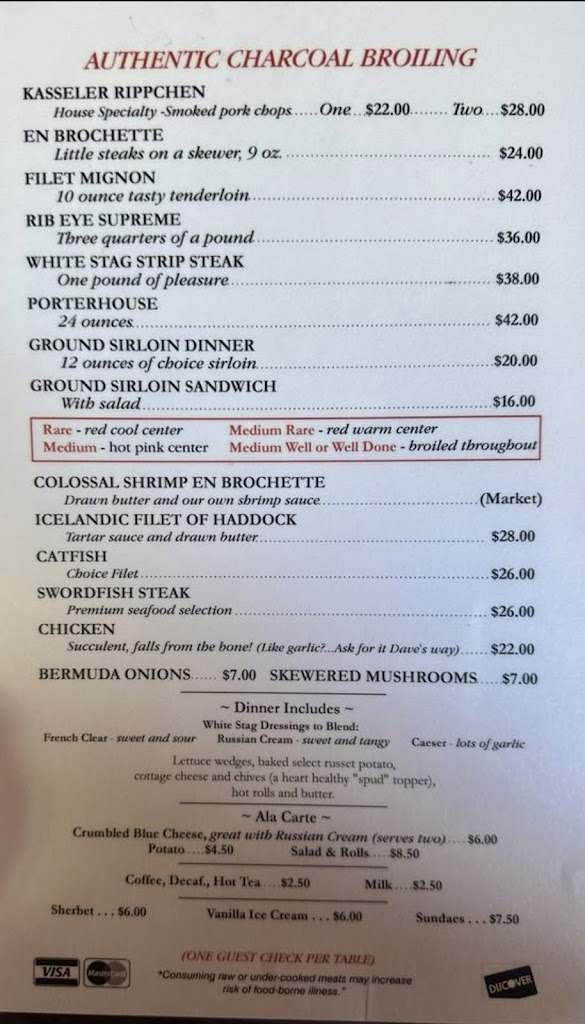 AUTHENTIC CHARCOAL BROILING
KASSELER RIPPCHEN
House Specialty -Smoked pork chops.....One...$22.00........ Two....$28.00
EN BROCHETTE
Little steaks on a skewer, 9 oz. .......... $24.00
FILET MIGNON
10 ounce tasty tenderloin.......... $42.00
RIB EYE SUPREME
Three quarters of a pound.......... $36.00
WHITE STAG STRIP STEAK
One pound of pleasure.......... $38.00
PORTERHOUSE
24 ounces.......... $42.00
GROUND SIRLOIN DINNER
12 ounces of choice sirloin.......... $20.00
GROUND SIRLOIN SANDWICH
With salad.......... $16.00
Rare - red cool center Medium Rare - red warm center
Medium - hot pink center Medium Well or Well Done - broiled throughout
COLOSSAL SHRIMP EN BROCHETTE
Drawn butter and our own shrimp sauce.......... (Market)
ICELANDIC FILET OF HADDOCK
Tartar sauce and drawn butter.......... $28.00
CATFISH
Choice Filet.......... $26.00
SWORDFISH STEAK
Premium seafood selection.......... $26.00
CHICKEN
Succulent, falls from the bone! (Like garlic?...Ask for it Dave's way)...... $22.00
BERMUDA ONIONS...... $7.00 SKEWERED MUSHROOMS.....$7.00
~ Dinner Includes ~
White Stag Dressings to Blend:
French Clear - sweet and sour Russian Cream - sweet and tangy Caeser - lots of garlic
Lettuce wedges, baked select russet potato,
cottage cheese and chives (a heart healthy "spud" topper),
hot rolls and butter.
~ Ala Carte ~
Crumbled Blue Cheese, great with Russian Cream (serves two)....$6.00
Potato....$4.50 Salad & Rolls....$8.50
Coffee, Decaf., Hot Tea....$2.50 Milk....$2.50
Sherbet...$6.00 Vanilla Ice Cream...$6.00 Sundaes...$7.50
(ONE GUEST CHECK PER TABLE)
VISA MasterCard "Consuming raw or under-cooked meats may increase DISCOVER
risk of food-borne illness."